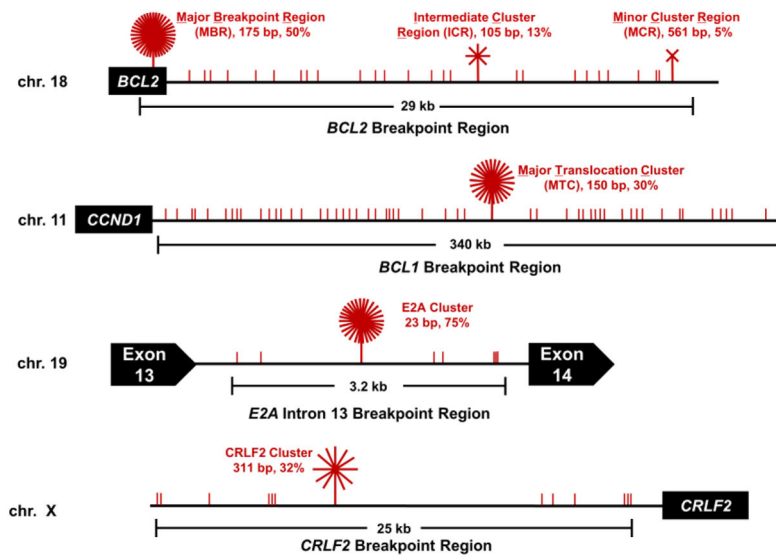 Major Breakpoint Region
(MBR), 175 bp, 50%
Intermediate Cluster
Region (ICR), 105 bp, 13%
Minor Cluster Region
(MCR), 561 bp, 5%
chr. 18
BCL2
29 kb
BCL2 Breakpoint Region
Major Translocation Cluster
(MTC), 150 bp, 30%
chr. 11
CCND1
340 kb
BCL1 Breakpoint Region
E2A Cluster
23 bp, 75%
chr. 19
Exon
13
Exon
14
3.2 kb
E2A Intron 13 Breakpoint Region
CRLF2 Cluster
311 bp, 32%
chr. X
CRLF2
25 kb
CRLF2 Breakpoint Region